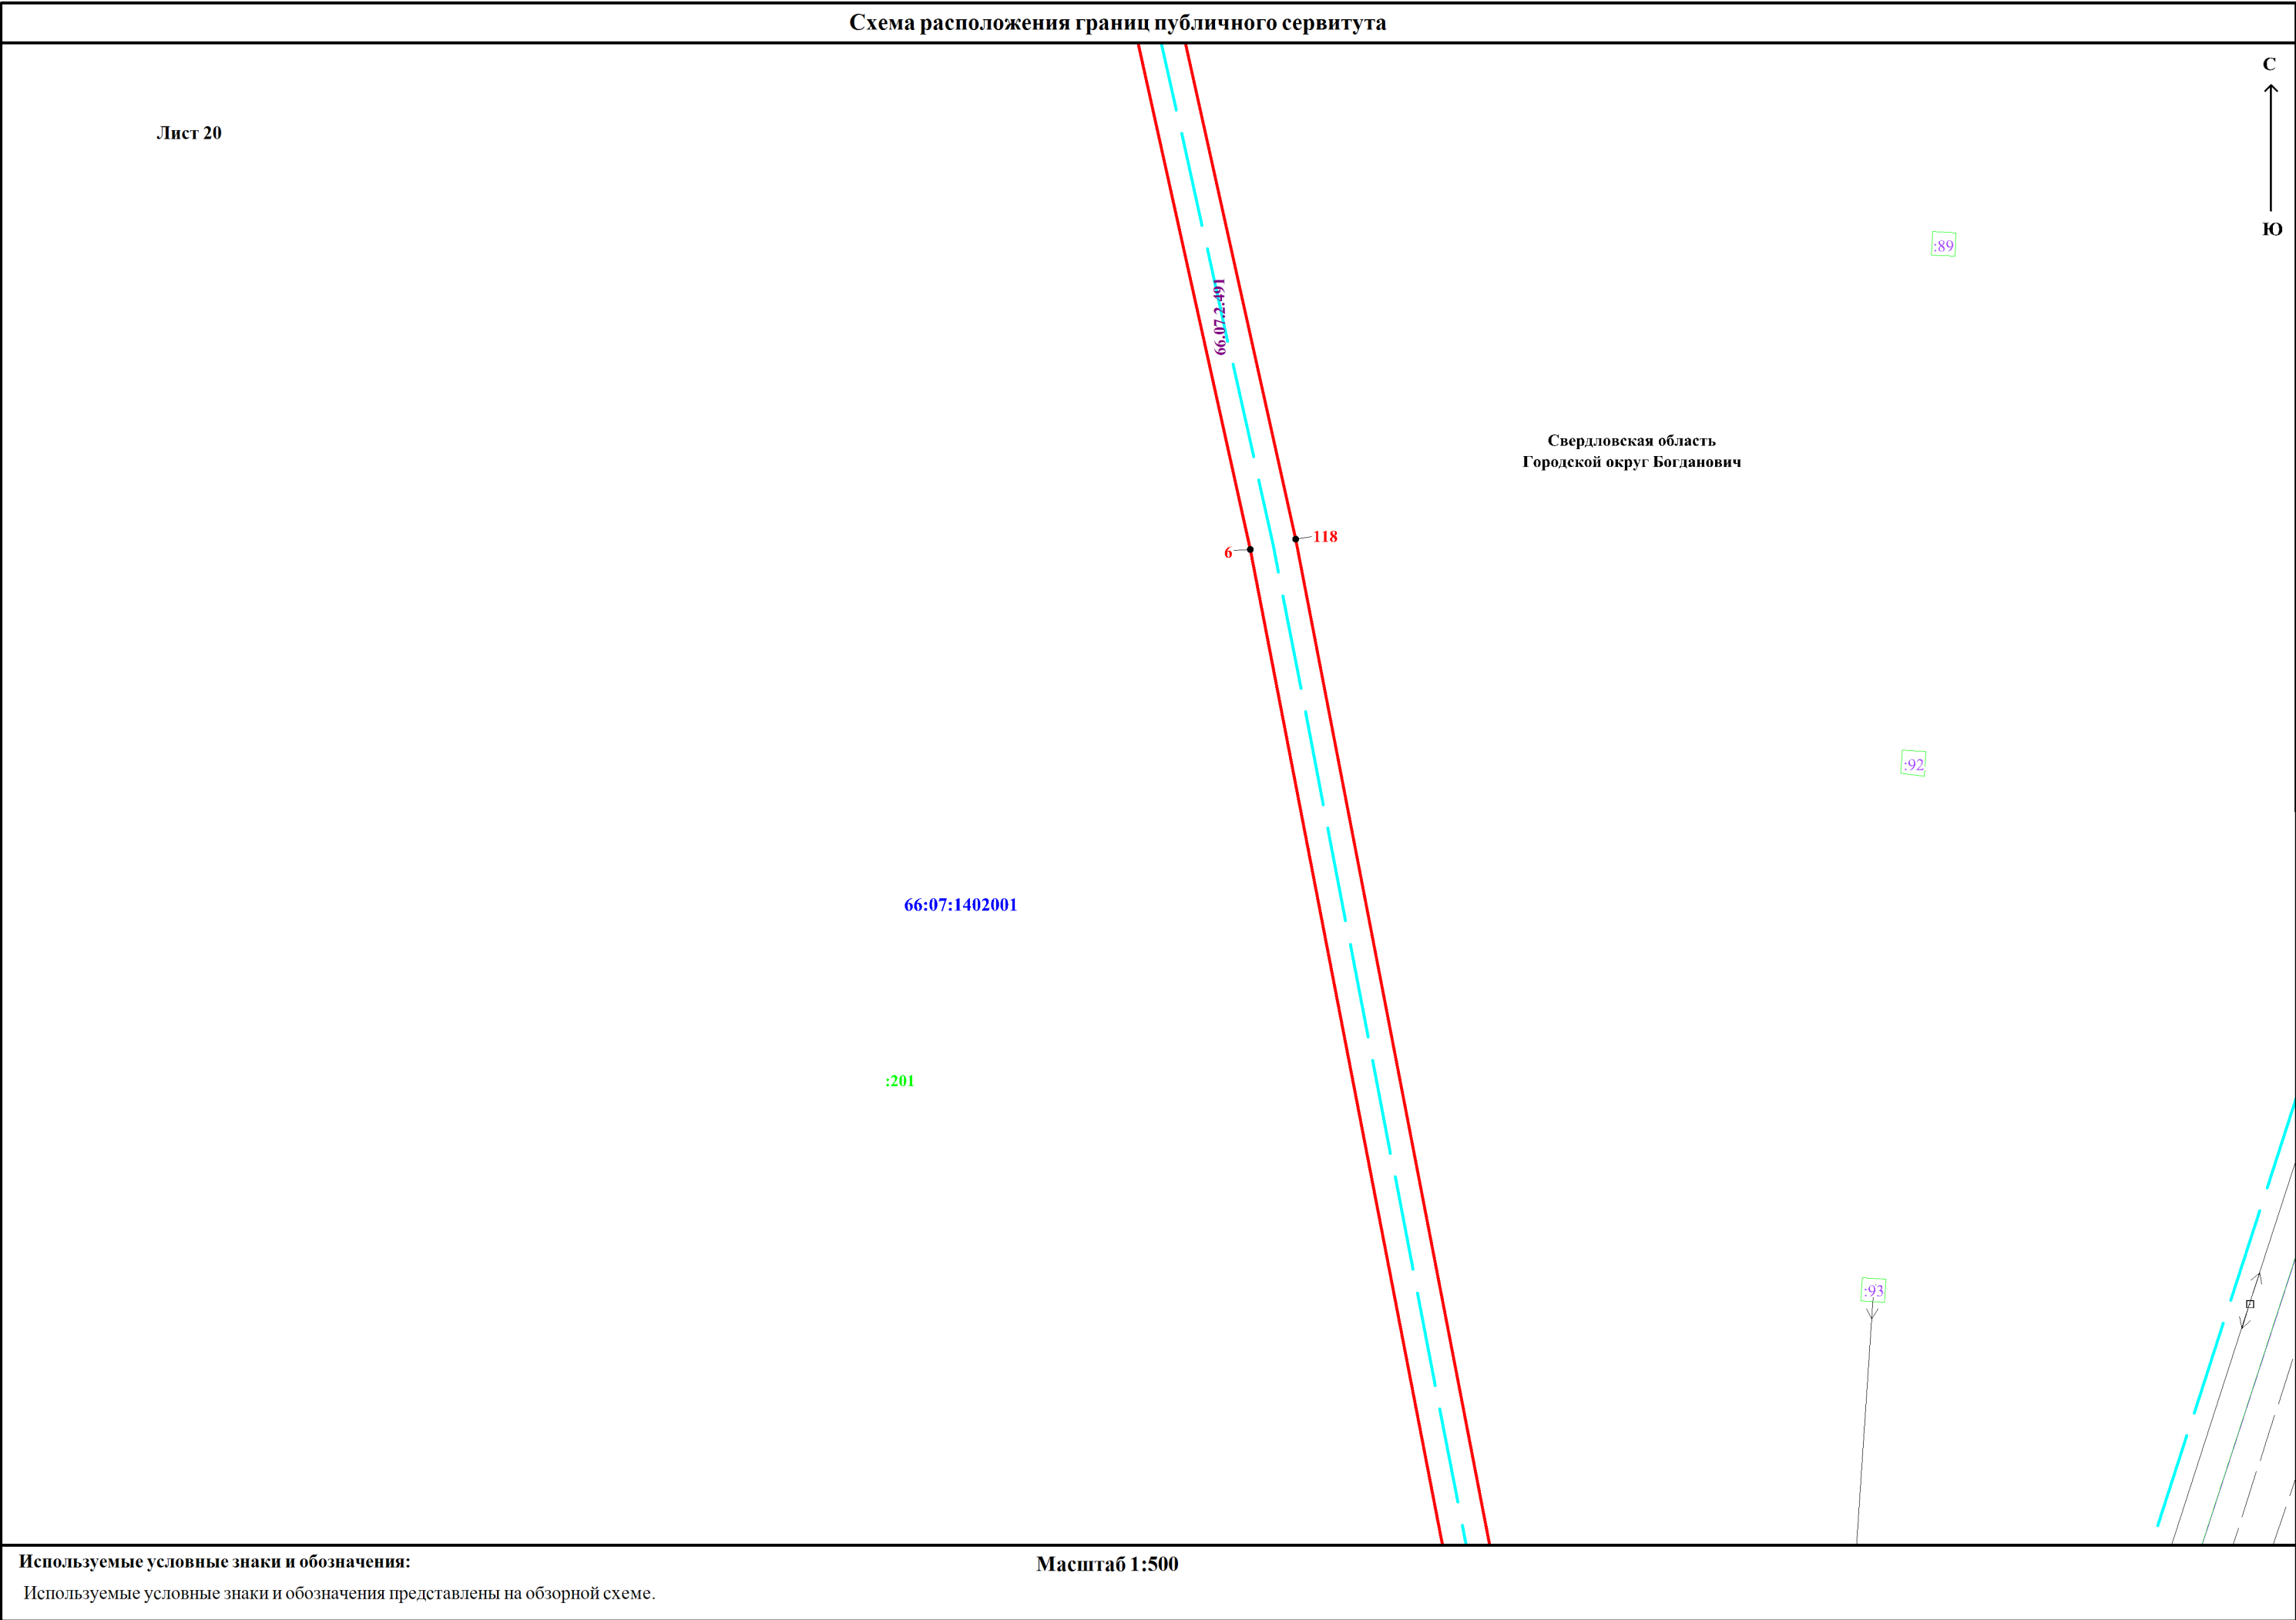 Схема расположения границ публичного сервитута
С
Лист 20
Ю
:89
66.07.2.491
Свердловская область
Городской округ Богданович
118
6
:92
66:07:1402001
:201
:93
Используемые условные знаки и обозначения:
Масштаб 1:500
Используемые условные знаки и обозначения представлены на обзорной схеме.